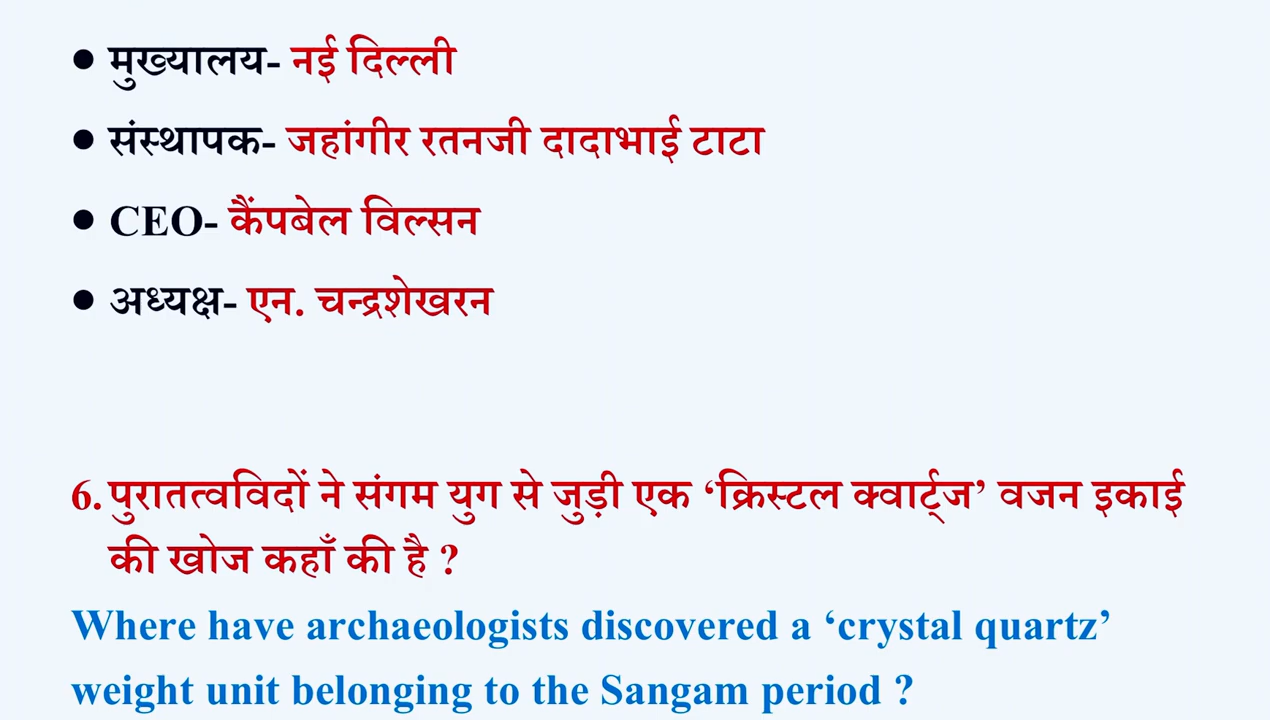 ● मुख्यालय- नई दिल्ली
● संस्थापक- जहांगीर रतनजी दादाभाई टाटा
● CEO- कैंपबेल विल्सन
● अध्यक्ष- एन. चन्द्रशेखरन
6. पुरातत्वविदों ने संगम युग से जुड़ी एक ‘क्रिस्टल क्वार्ट्ज’ वजन इकाई
की खोज कहाँ की है ?
Where have archaeologists discovered a ‘crystal quartz’
weight unit belonging to the Sangam period ?